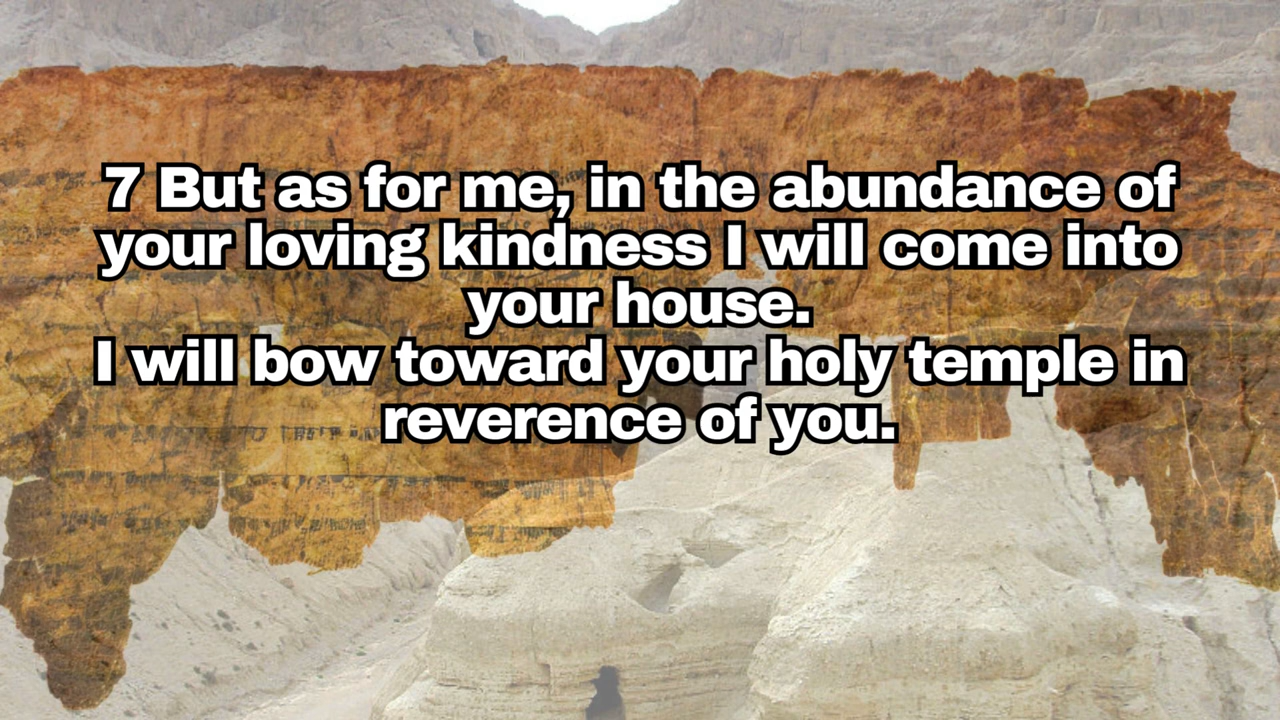 7 But as for me, in the abundance of
your loving kindness I will come into
your house.
I will bow toward your holy temple in
reverence of you.